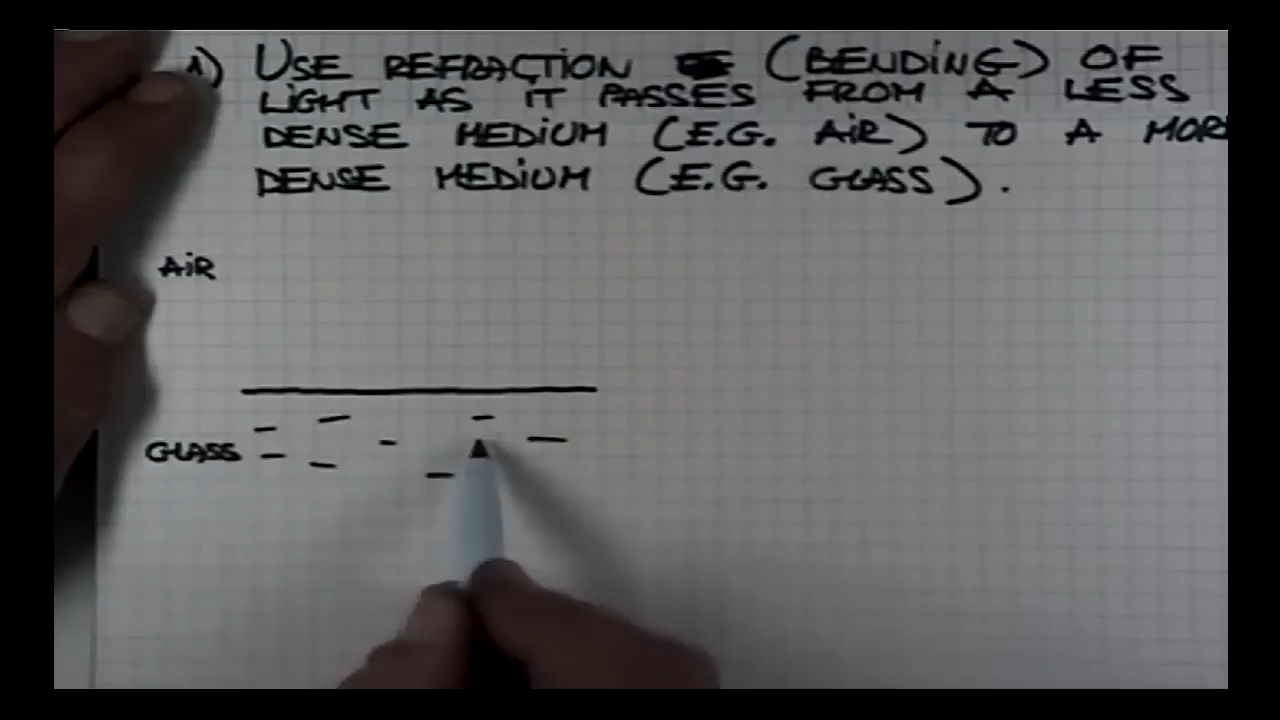 1) USE REFRACTION (BENDING) OF
LIGHT AS IT PASSES FROM A LESS
DENSE MEDIUM (E.G. AIR) TO A MOR
DENSE MEDIUM (E.G. GLASS).
AIR
GLASS